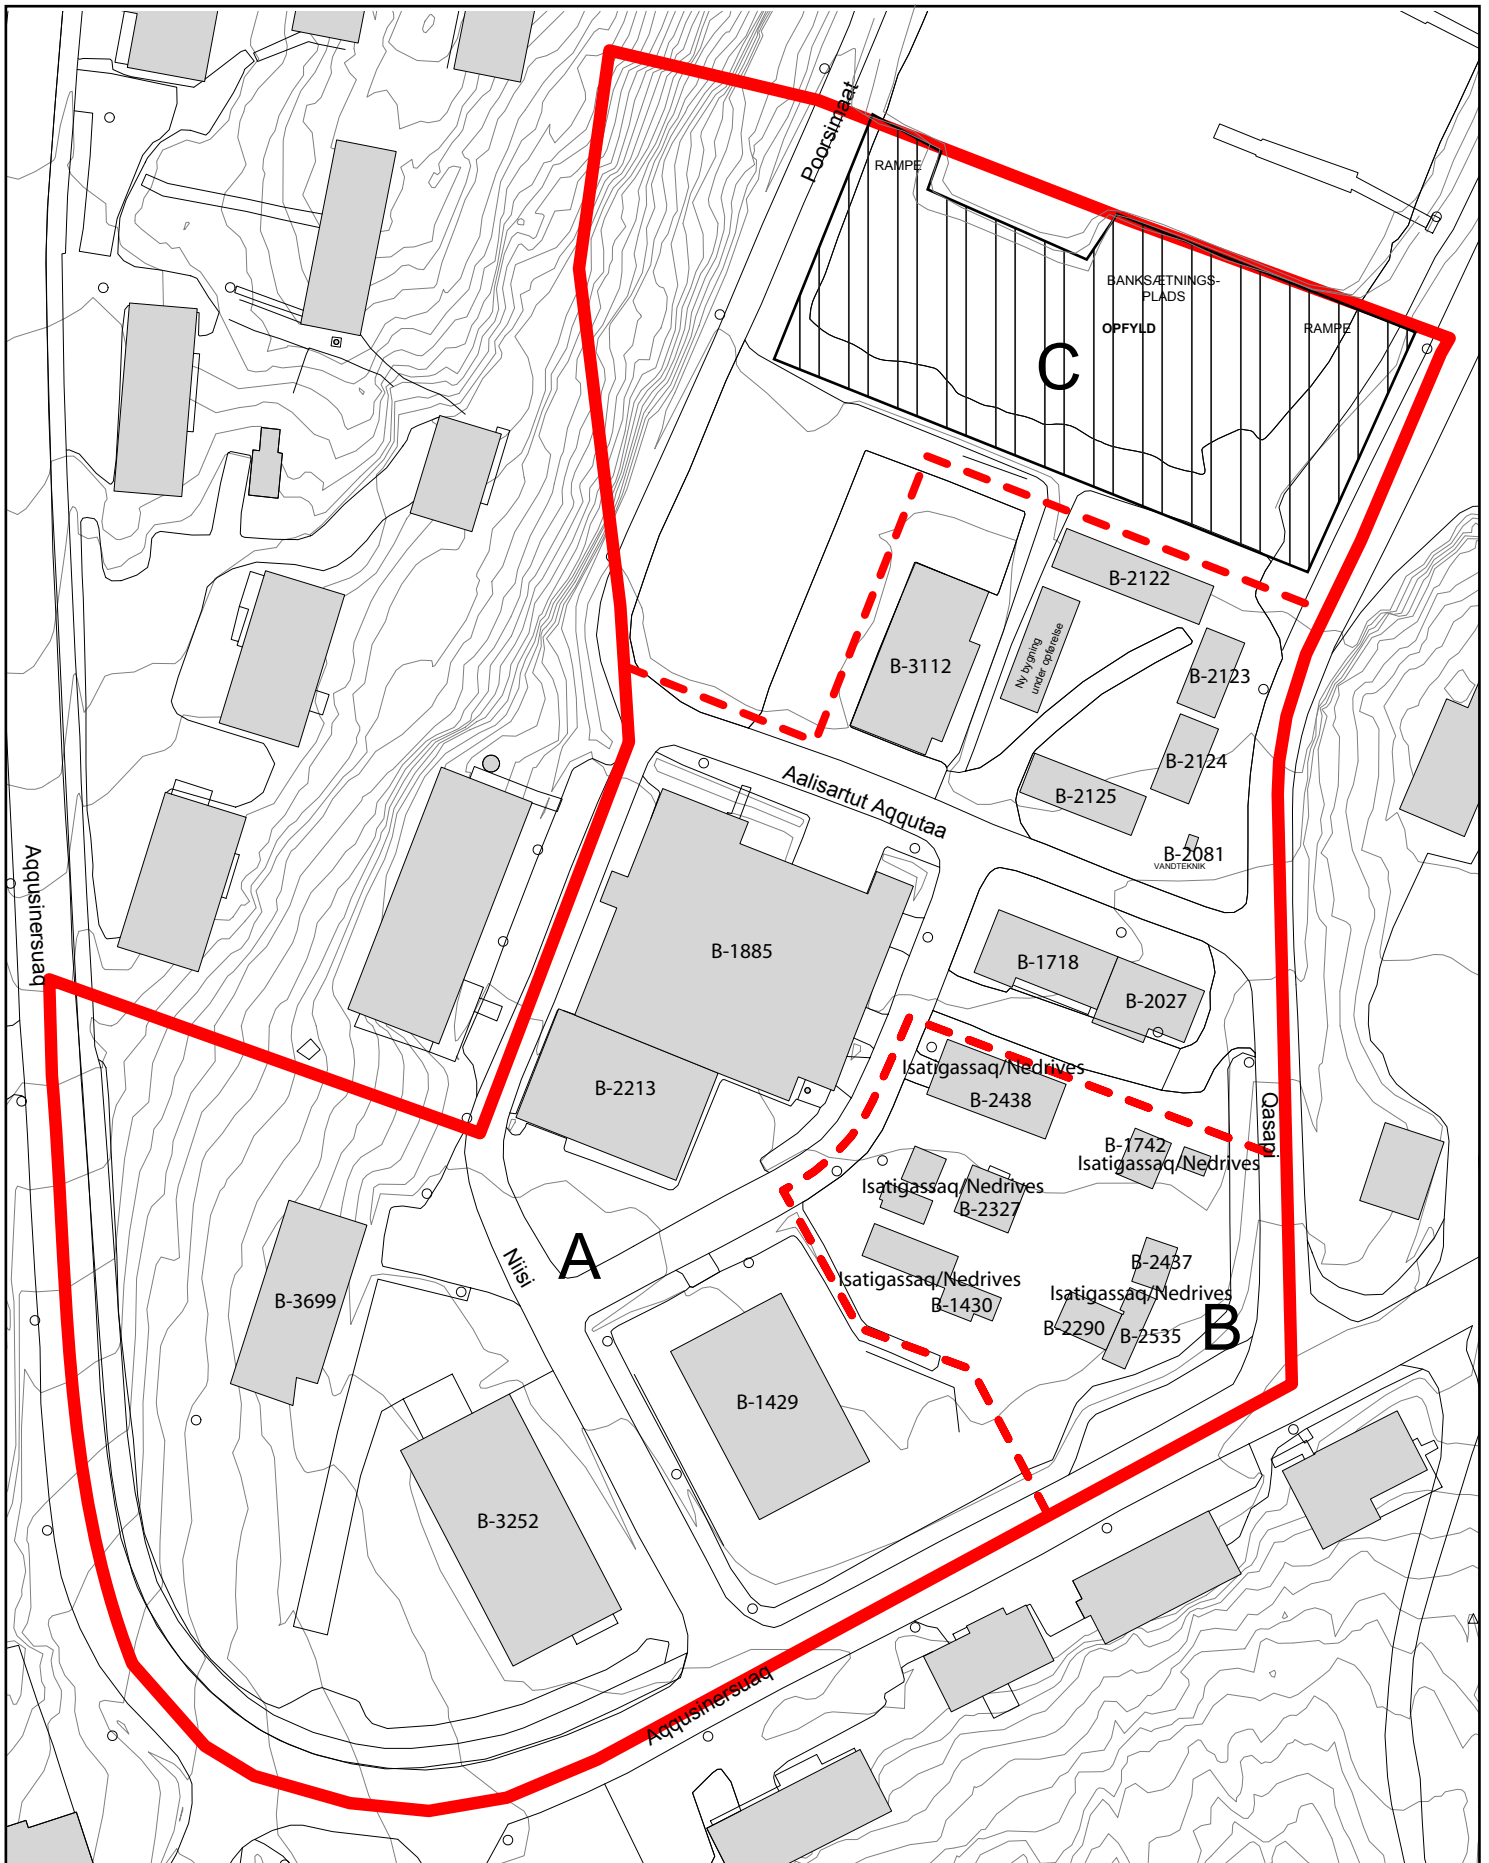 Poorsimaat
RAMPE
BANKSÆTNINGS-
PLADS
OPFYLD
RAMPE
C
B-2122
Ny bygning
under opførelse
B-3112
B-2123
B-2124
Aalisartut Aqqutaa
B-2125
B-2081
VANDTEKNIK
Aqqusinersuaq
B-1885
B-1718
B-2027
Isatigassaq/Nedrives
B-2213
B-2438
Qasapi
B-1742
Isatigassaq/Nedrives
Isatigassaq/Nedrives
B-2327
Niisi
A
B-2437
Isatigassaq/Nedrives
Isatigassaq/Nedrives
B-3699
B-1430
B-2290
B-2535
B
B-1429
B-3252
Aqqusinersuaq